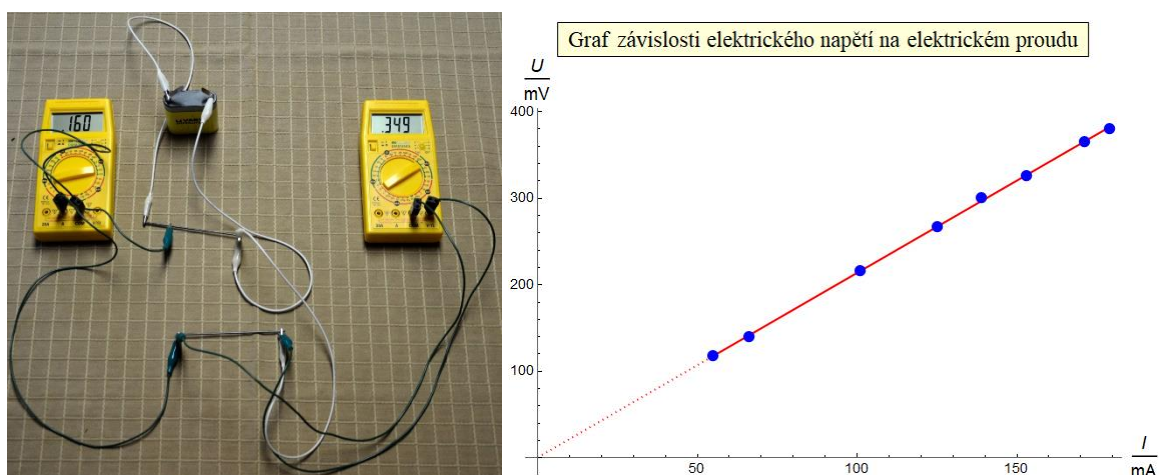 160
349
Graf závislosti elektrického napětí na elektrickém proudu
U
mV
400
300
200
100
50
100
150
I
mA